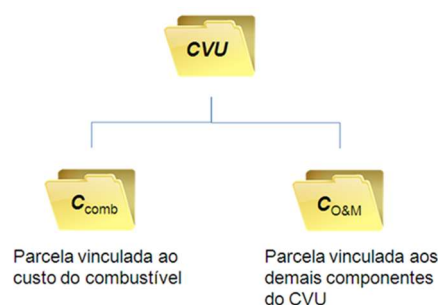 CVU
Ccomb
CO&M
Parcela vinculada ao
custo do combustível
Parcela vinculada aos
demais componentes
do CVU